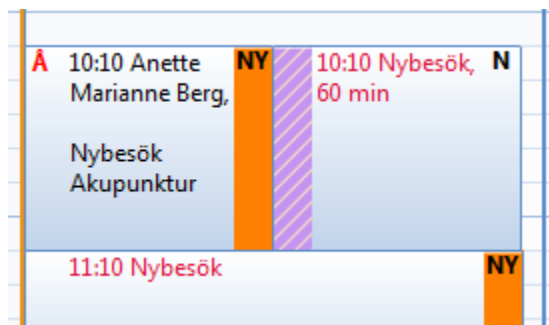 Å 10:10 Anette NY
Marianne Berg,
Nybesök
Akupunktur
10:10 Nybesök, N
60 min
11:10 Nybesök NY